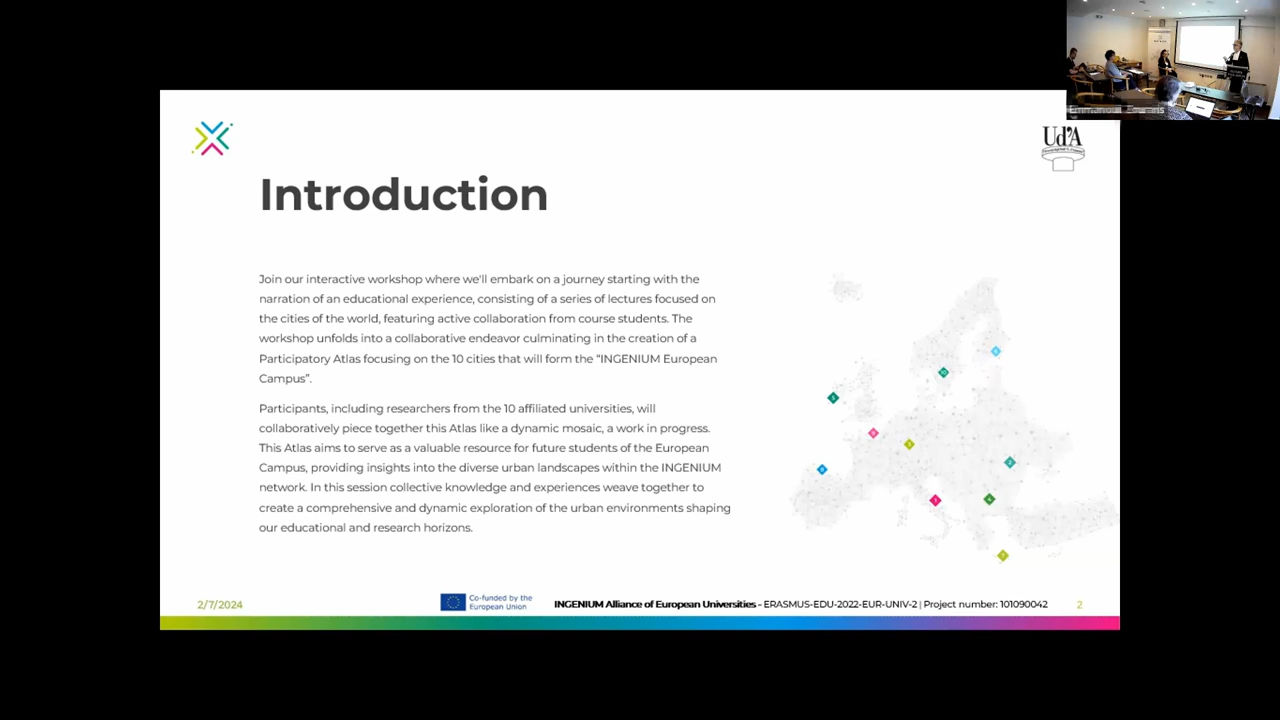 Ud'A
Introduction
Join our interactive workshop where we'll embark on a journey starting with the
narration of an educational experience, consisting of a series of lectures focused on
the cities of the world, featuring active collaboration from course students. The
workshop unfolds into a collaborative endeavor culminating in the creation of a
Participatory Atlas focusing on the 10 cities that will form the "INGENIUM European
Campus".
Participants, including researchers from the 10 affiliated universities, will
collaboratively piece together this Atlas like a dynamic mosaic, a work in progress.
This Atlas aims to serve as a valuable resource for future students of the European
Campus, providing insights into the diverse urban landscapes within the INGENIUM
network. In this session collective knowledge and experiences weave together to
create a comprehensive and dynamic exploration of the urban environments shaping
our educational and research horizons.
2/7/2024
Co-funded by the
European Union
INGENIUM Alliance of European Universities - ERASMUS-EDU-2022-EUR-UNIV-2 | Project number: 101090042
2